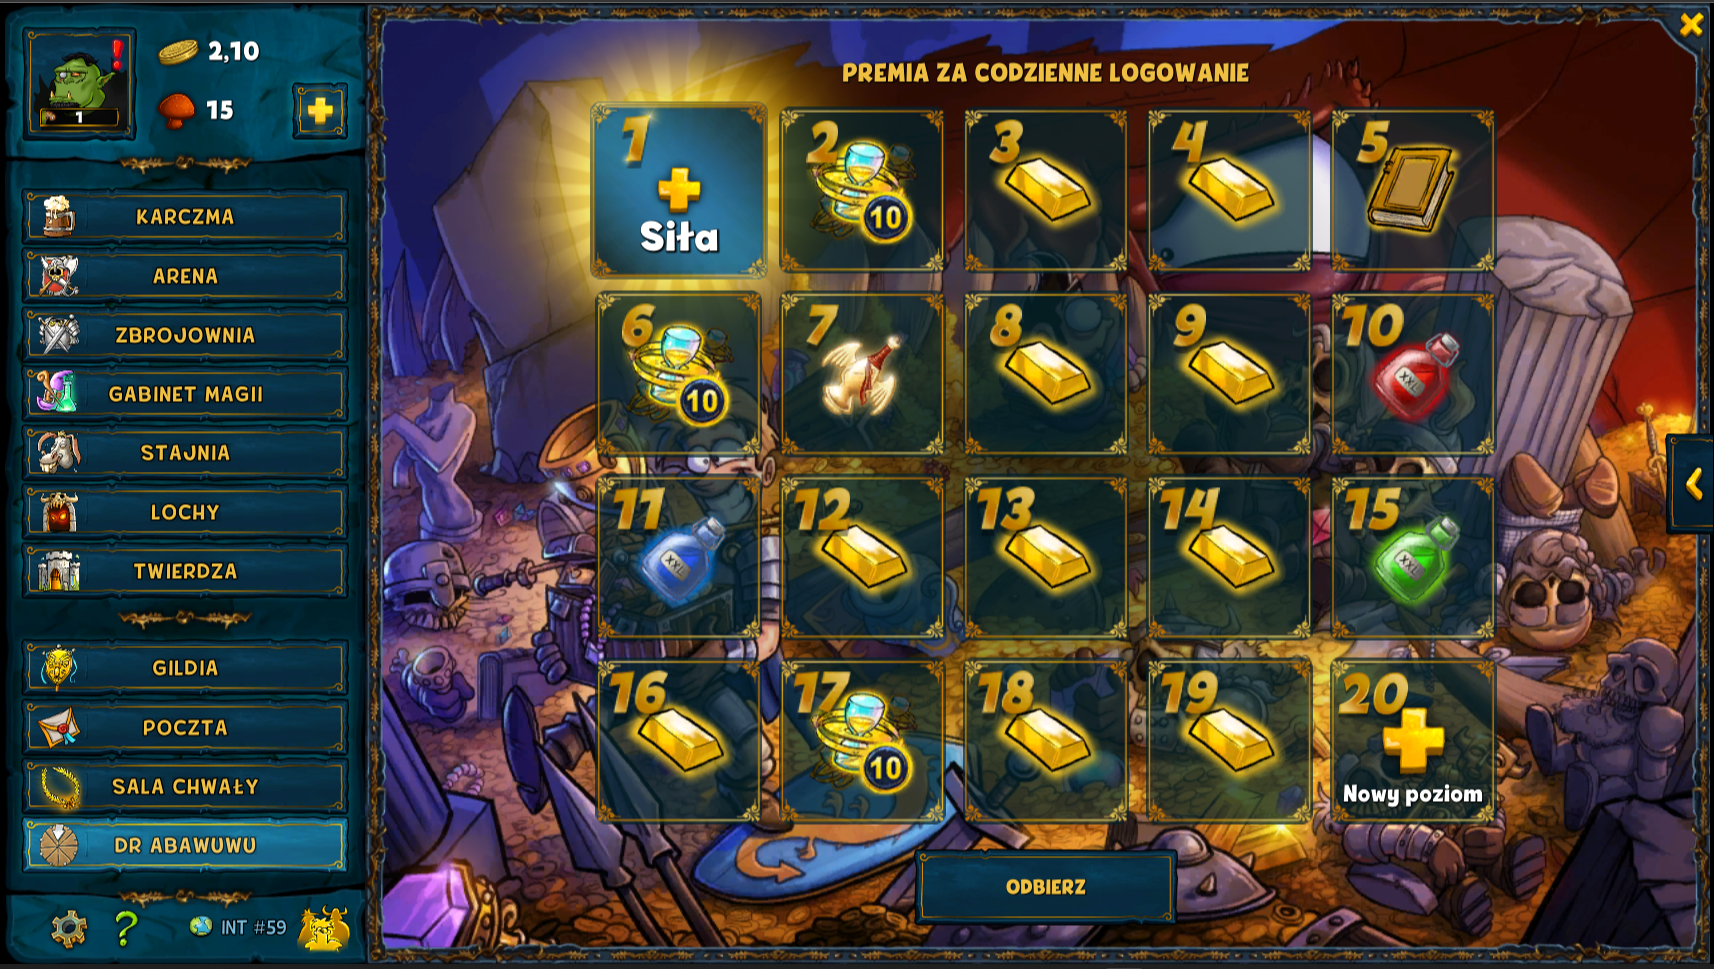 2,10
15
1
KARCZMA
ARENA
ZBROJOWNIA
GABINET MAGII
STAJNIA
LOCHY
TWIERDZA
GILDIA
POCZTA
SALA CHWAŁY
DR ABAWUWU
INT #59
PREMIA ZA CODZIENNE LOGOWANIE
1
Siła
2
10
3
4
5
6
10
7
8
9
10
XXL
11
XXL
12
13
14
15
XXL
16
17
10
18
19
20
Nowy poziom
ODBIERZ